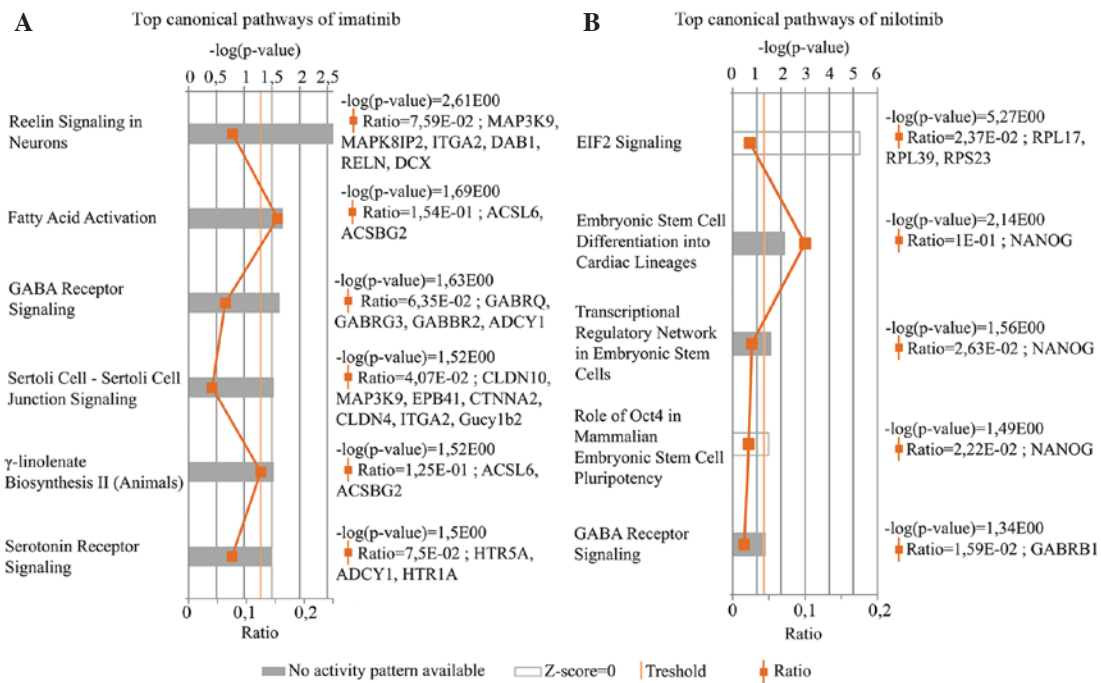 A
Top canonical pathways of imatinib
-log(p-value)
0 0,5 1 1,5 2 2,5
Reelin Signaling in
Neurons
-log(p-value)=2,61E00
Ratio=7,59E-02 ; MAP3K9,
MAPK8IP2, ITGA2, DAB1,
RELN, DCX
Fatty Acid Activation
-log(p-value)=1,69E00
Ratio=1,54E-01 ; ACSL6,
ACSBG2
GABA Receptor
Signaling
-log(p-value)=1,63E00
Ratio=6,35E-02 ; GABRQ,
GABRG3, GABBR2, ADCY1
Sertoli Cell - Sertoli Cell
Junction Signaling
-log(p-value)=1,52E00
Ratio=4,07E-02 ; CLDN10,
MAP3K9, EPB41, CTNNA2,
CLDN4, ITGA2, Gucy1b2
γ-linolenate
Biosynthesis II (Animals)
-log(p-value)=1,52E00
Ratio=1,25E-01 ; ACSL6,
ACSBG2
Serotonin Receptor
Signaling
-log(p-value)=1,5E00
Ratio=7,5E-02 ; HTR5A,
ADCY1, HTR1A
0 0,1 0,2
Ratio
B
Top canonical pathways of nilotinib
-log(p-value)
0 1 2 3 4 5 6
EIF2 Signaling
-log(p-value)=5,27E00
Ratio=2,37E-02 ; RPL17,
RPL39, RPS23
Embryonic Stem Cell
Differentiation into
Cardiac Lineages
-log(p-value)=2,14E00
Ratio=1E-01 ; NANOG
Transcriptional
Regulatory Network
in Embryonic Stem
Cells
-log(p-value)=1,56E00
Ratio=2,63E-02 ; NANOG
Role of Oct4 in
Mammalian
Embryonic Stem Cell
Pluripotency
-log(p-value)=1,49E00
Ratio=2,22E-02 ; NANOG
GABA Receptor
Signaling
-log(p-value)=1,34E00
Ratio=1,59E-02 ; GABRB1
0 0,1 0,2
Ratio
No activity pattern available Z-score=0 Treshold Ratio